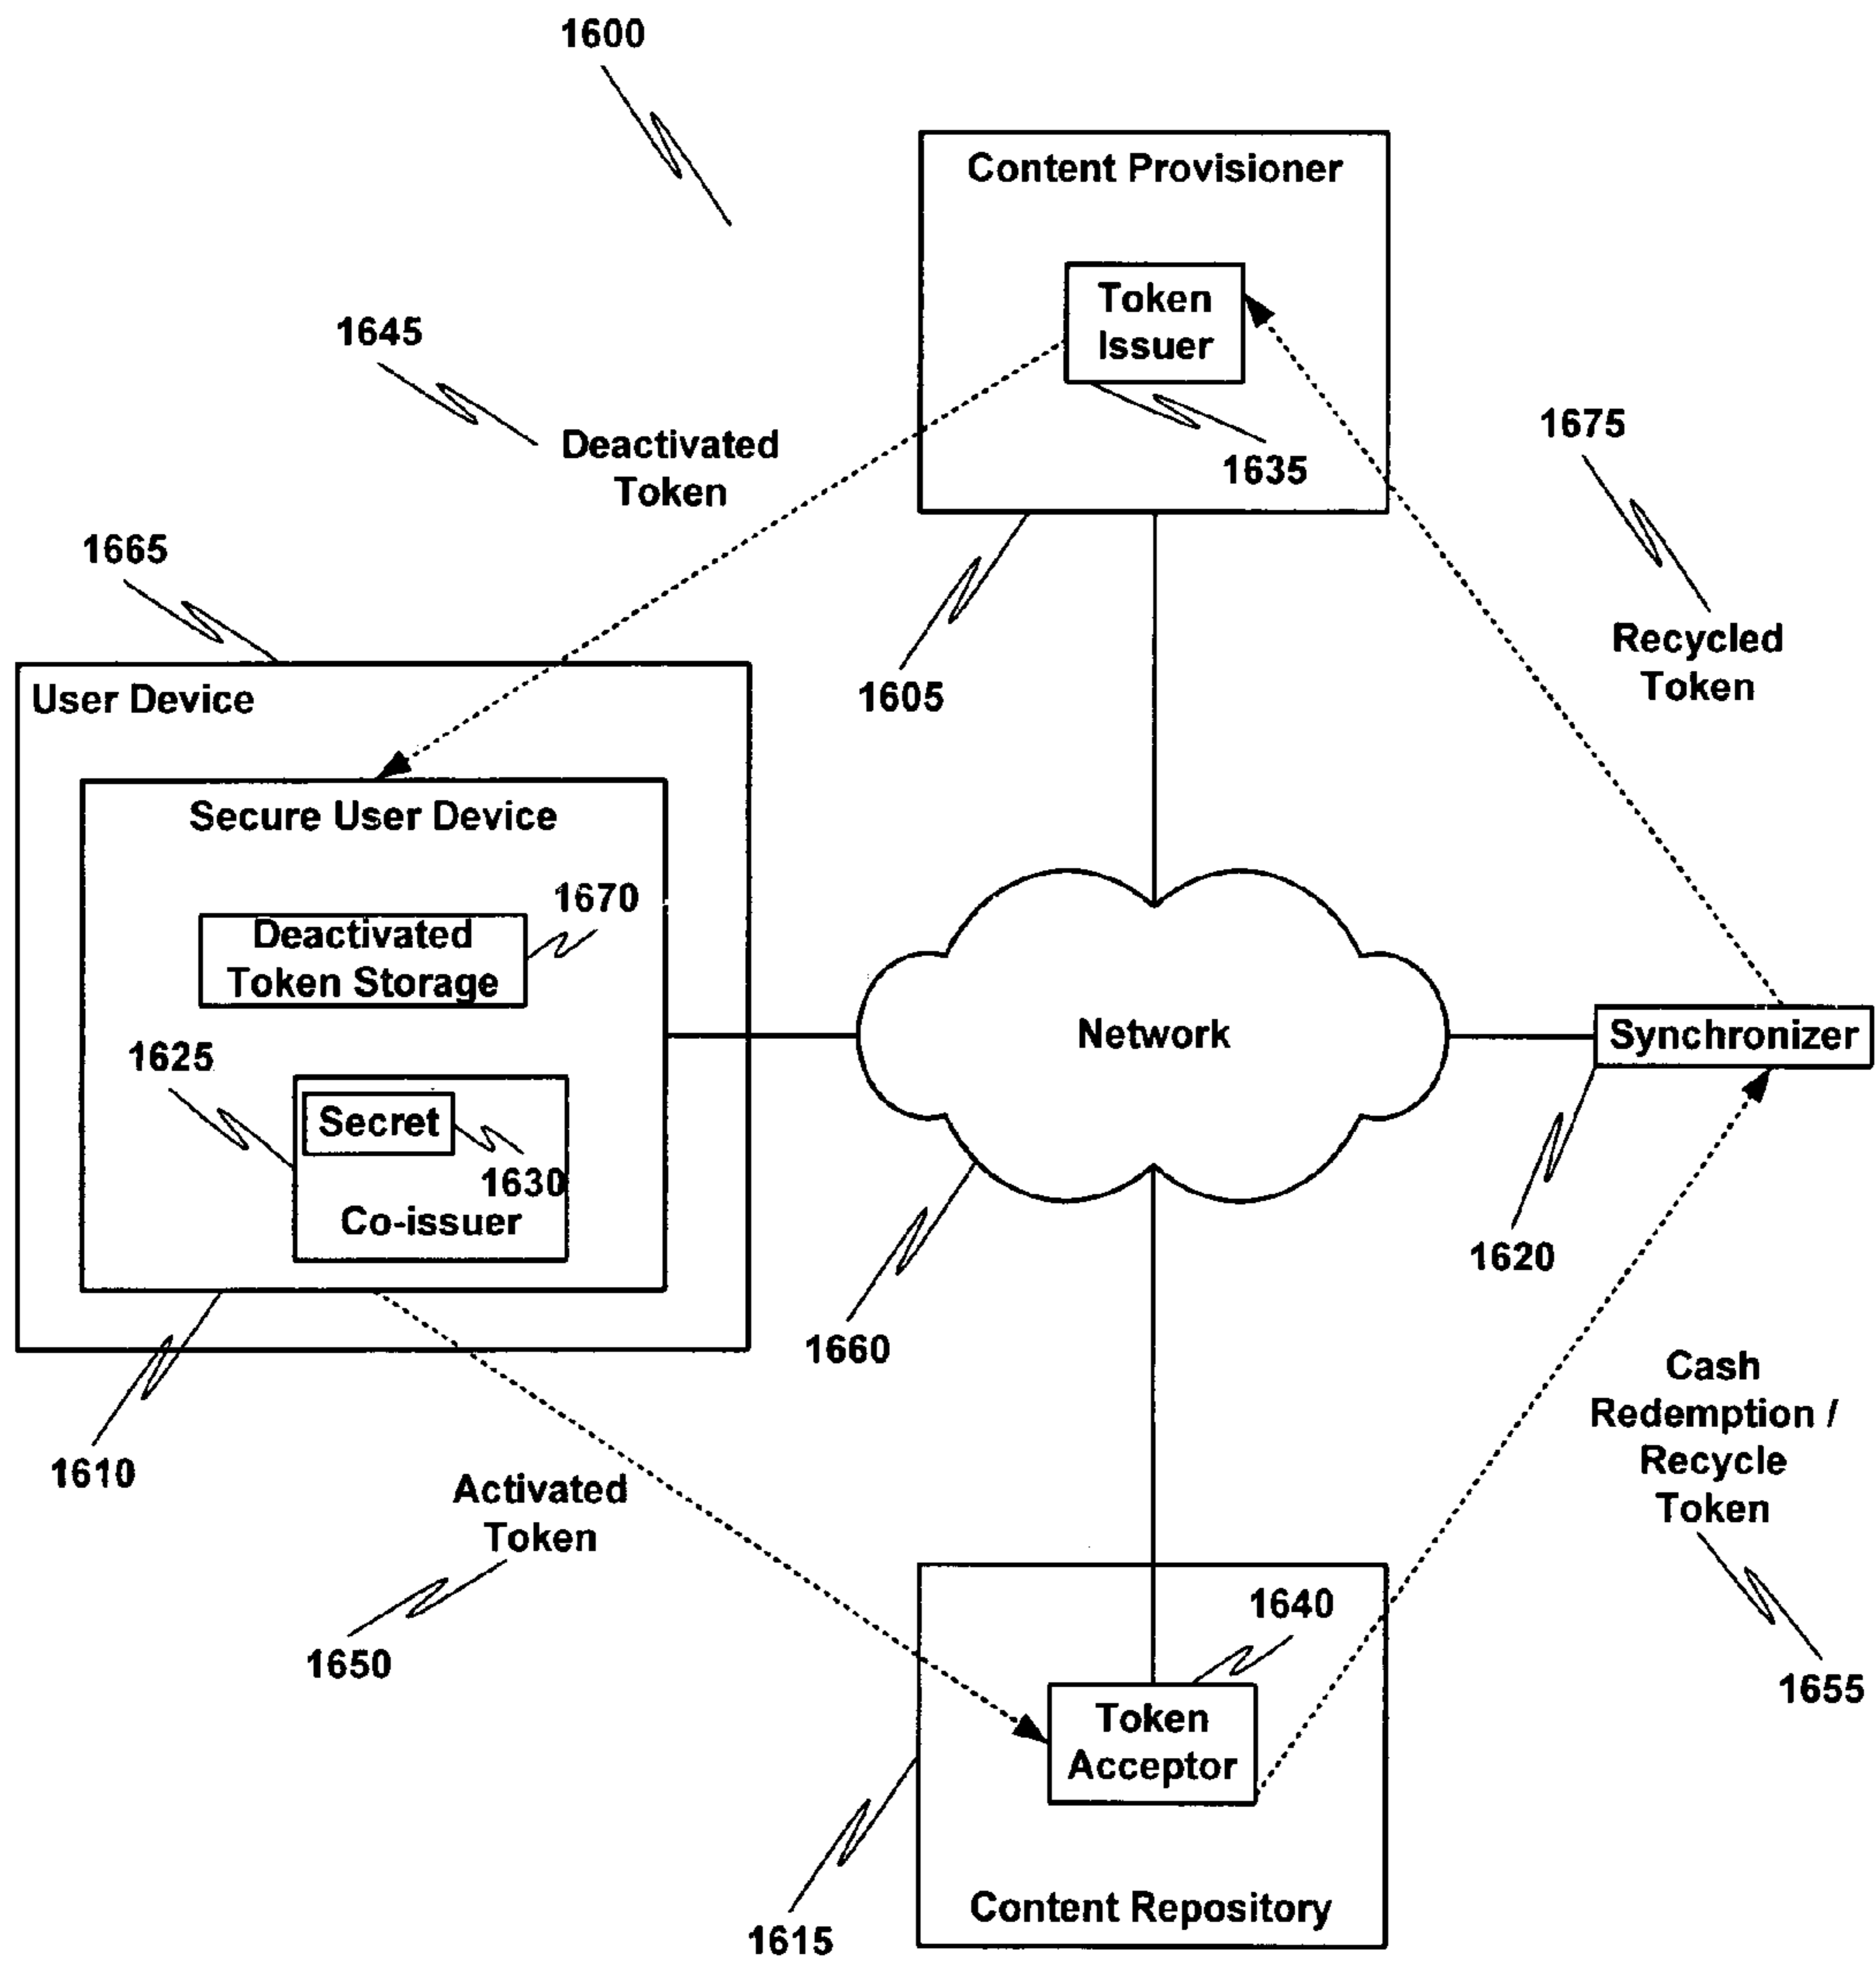 1600
Content Provisioner
Token
Issuer
1635
1645
Deactivated
Token
1675
Recycled
Token
1665
1605
User Device
Secure User Device
1670
Deactivated
Token Storage
1625
Secret
1630
Co-issuer
Network
Synchronizer
1620
1660
1610
Cash
Redemption /
Recycle
Token
1655
Activated
Token
1650
1640
Token
Acceptor
Content Repository
1615